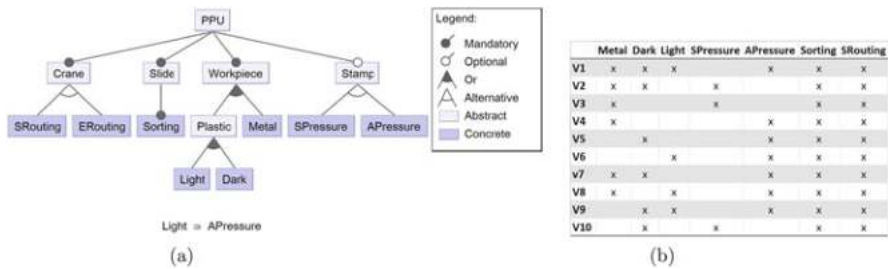 PPU
Crane Slide Workpiece Stamp
SRouting ERouting Sorting Plastic Metal SPressure APressure
Light Dark
Light ⇒ APressure
(a)
Legend:
Mandatory
Optional
Or
Alternative
Abstract
Concrete
Metal Dark Light SPressure APressure Sorting SRouting
V1 x x x x x x
V2 x x x x x
V3 x x x x
V4 x x x x
V5 x x x x
V6 x x x x
v7 x x x x x
V8 x x x x x
V9 x x x x x
V10 x x x x
(b)